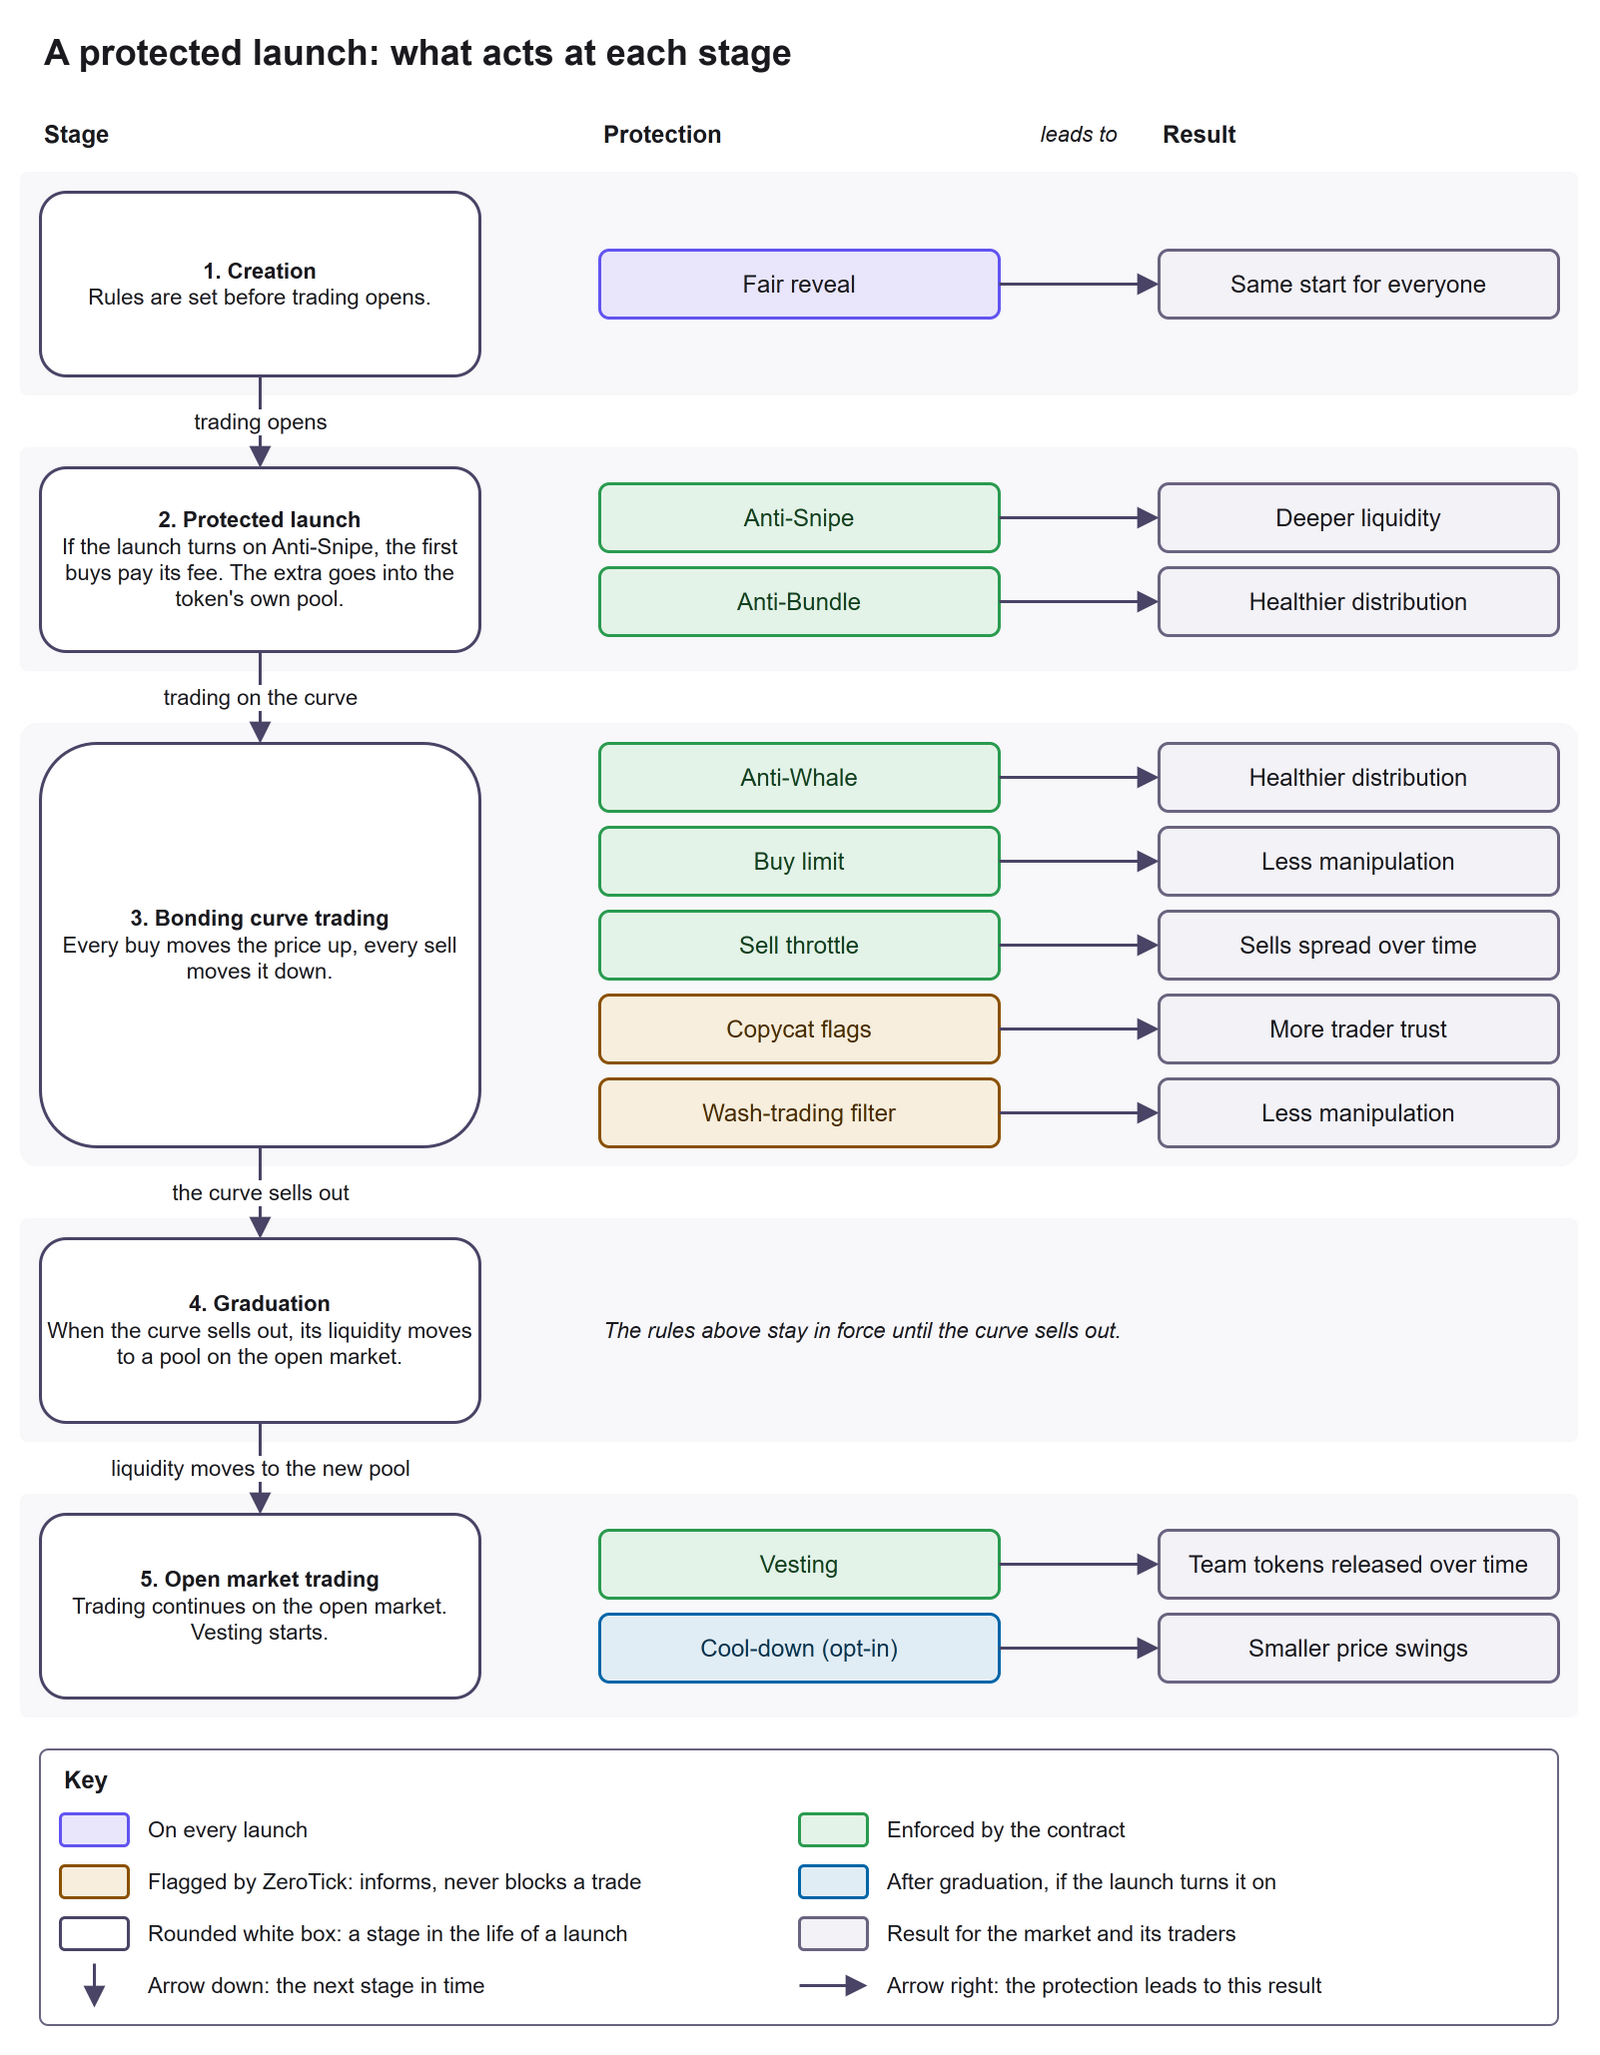 A protected launch: what acts at each stage
Stage
Protection
leads to
Result
1. Creation
Rules are set before trading opens.
Fair reveal
Same start for everyone
trading opens
2. Protected launch
If the launch turns on Anti-Snipe, the first
buys pay its fee. The extra goes into the
token's own pool.
Anti-Snipe
Deeper liquidity
Anti-Bundle
Healthier distribution
trading on the curve
3. Bonding curve trading
Every buy moves the price up, every sell
moves it down.
Anti-Whale
Healthier distribution
Buy limit
Less manipulation
Sell throttle
Sells spread over time
Copycat flags
More trader trust
Wash-trading filter
Less manipulation
the curve sells out
4. Graduation
When the curve sells out, its liquidity moves
to a pool on the open market.
The rules above stay in force until the curve sells out.
liquidity moves to the new pool
5. Open market trading
Trading continues on the open market.
Vesting starts.
Vesting
Team tokens released over time
Cool-down (opt-in)
Smaller price swings
Key
On every launch
Enforced by the contract
Flagged by ZeroTick: informs, never blocks a trade
After graduation, if the launch turns it on
Rounded white box: a stage in the life of a launch
Result for the market and its traders
Arrow down: the next stage in time
Arrow right: the protection leads to this result